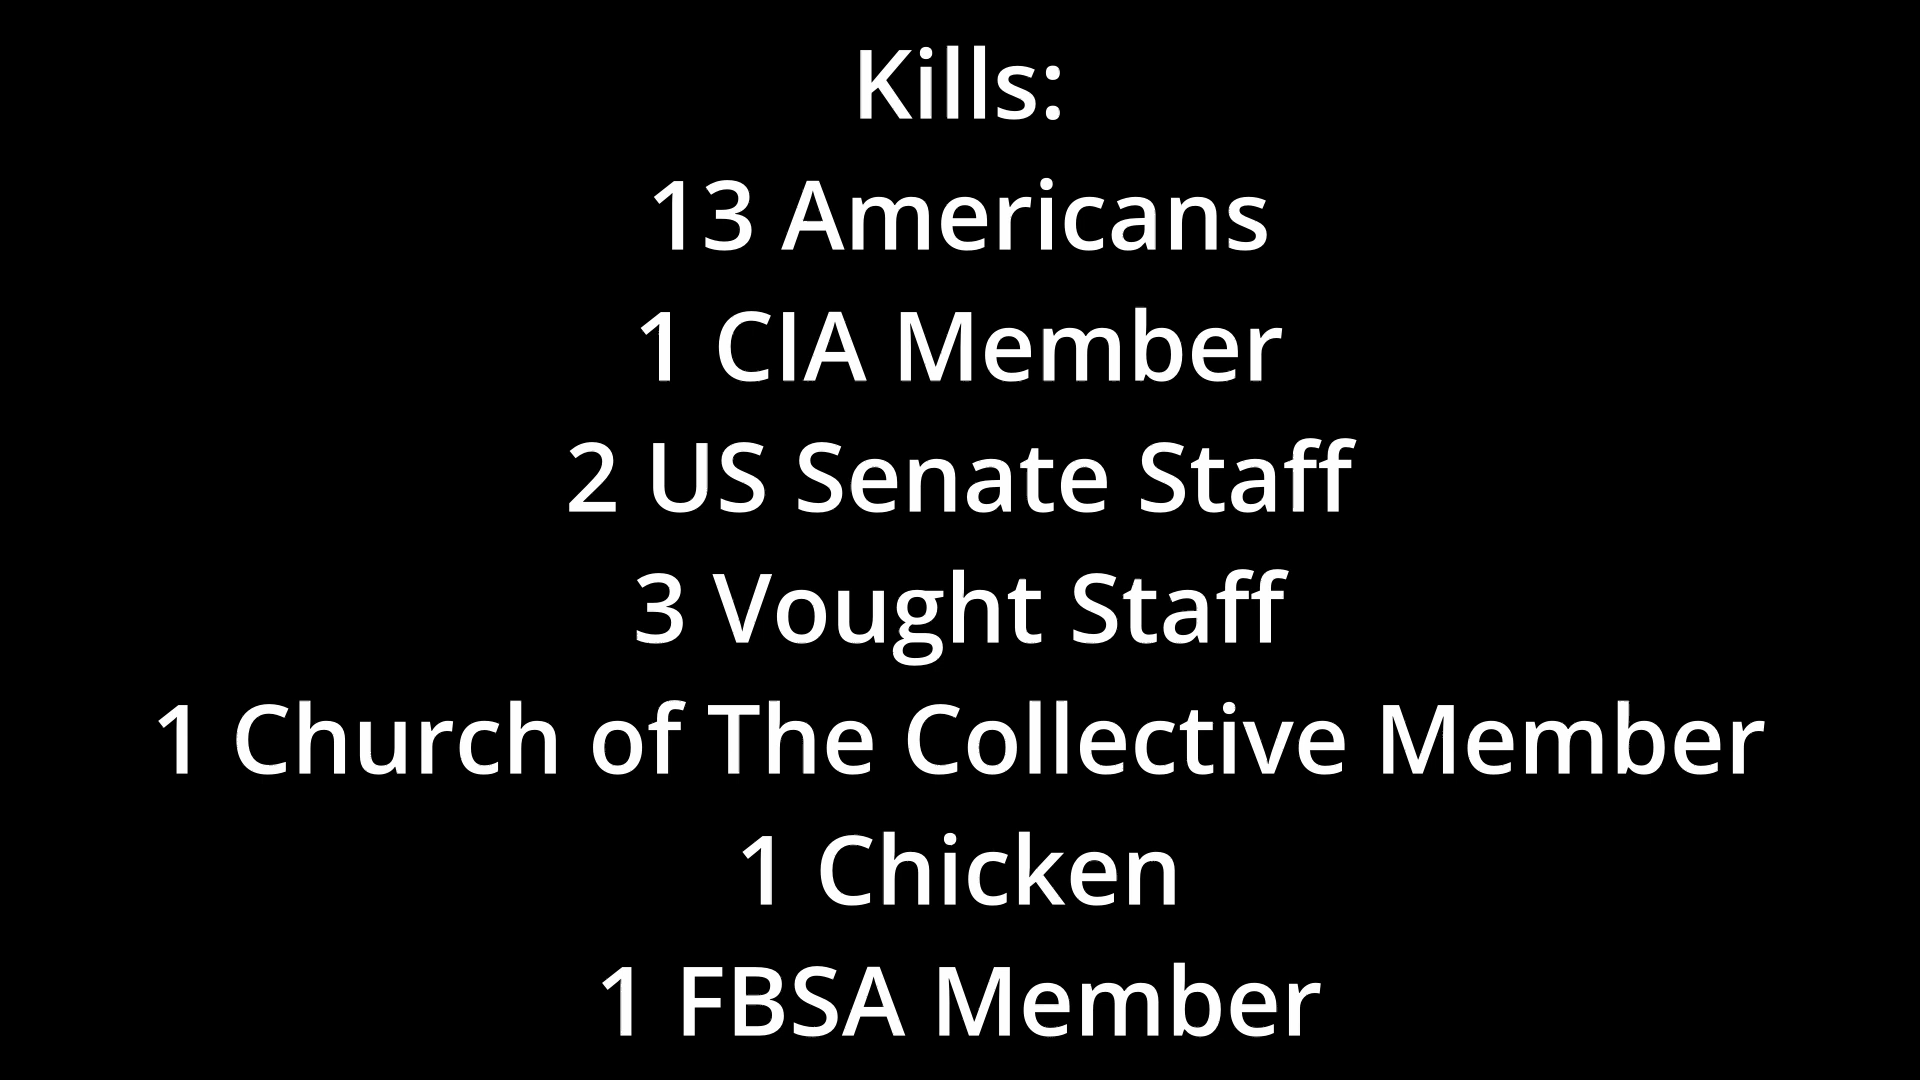 Kills:
13 Americans
1 CIA Member
2 US Senate Staff
3 Vought Staff
1 Church of The Collective Member
1 Chicken
1 FBSA Member